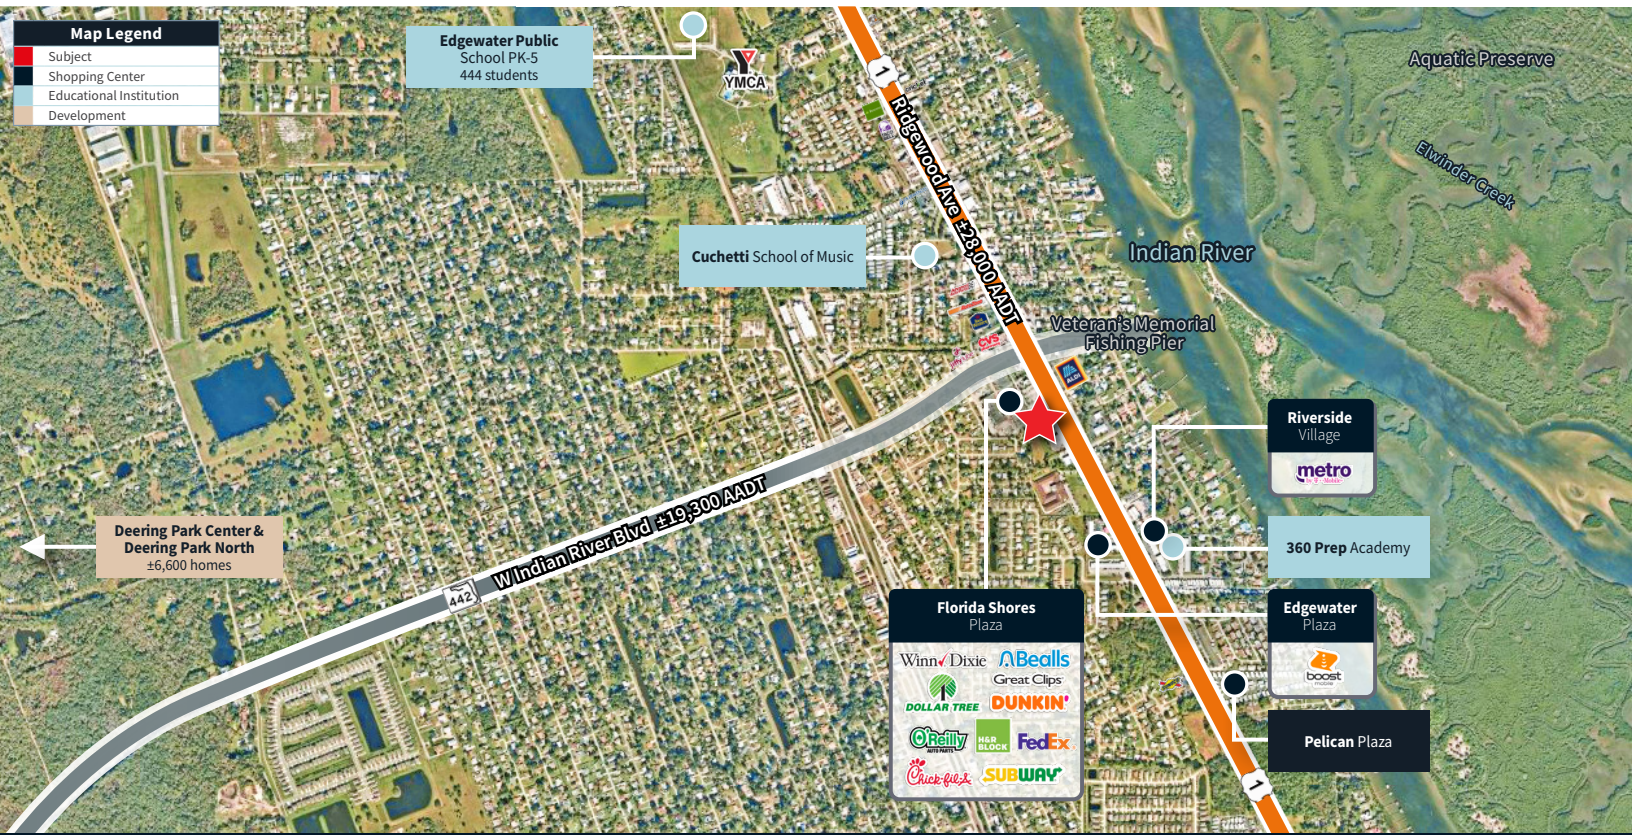 Map Legend
Subject
Shopping Center
Educational Institution
Development
Edgewater Public
School PK-5
444 students
YMCA
1
Ridgewood Ave ±28,000 AADT
Aquatic Preserve
Elwinder Creek
Indian River
Cuchetti School of Music
Veteran's Memorial
Fishing Pier
CVS
ALDI
Riverside
Village
metro
by T-Mobile
W Indian River Blvd ±19,300 AADT
442
Deering Park Center &
Deering Park North
±6,600 homes
360 Prep Academy
Florida Shores
Plaza
Winn Dixie
Bealls
Great Clips
DOLLAR TREE
DUNKIN'
O'Reilly
AUTO PARTS
H&R
BLOCK
FedEx
Chick-fil-A
SUBWAY
Edgewater
Plaza
boost
mobile
Pelican Plaza
1